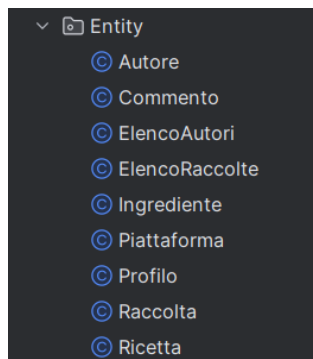 Entity
Autore
Commento
ElencoAutori
ElencoRaccolte
Ingrediente
Piattaforma
Profilo
Raccolta
Ricetta